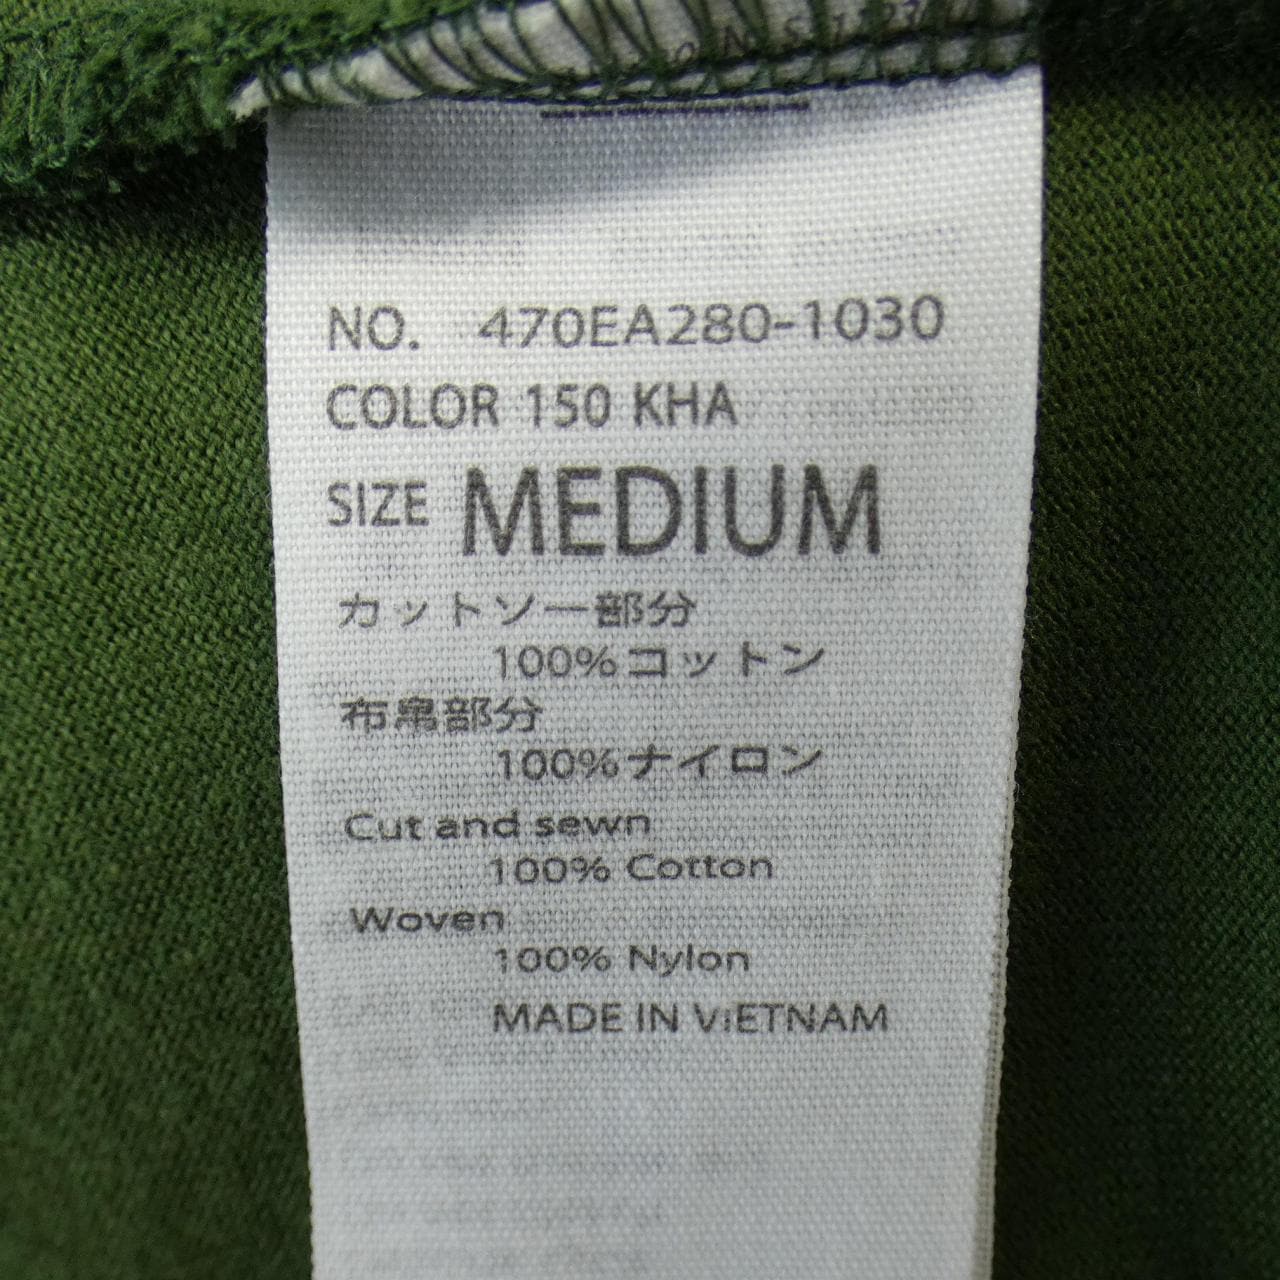 NO. 470EA280-1030
COLOR 150 KHA
SIZE MEDIUM
カットソー部分
100%コットン
布帛部分
100%ナイロン
Cut and sewn
100% Cotton
Woven
100% Nylon
MADE IN ViETNAM